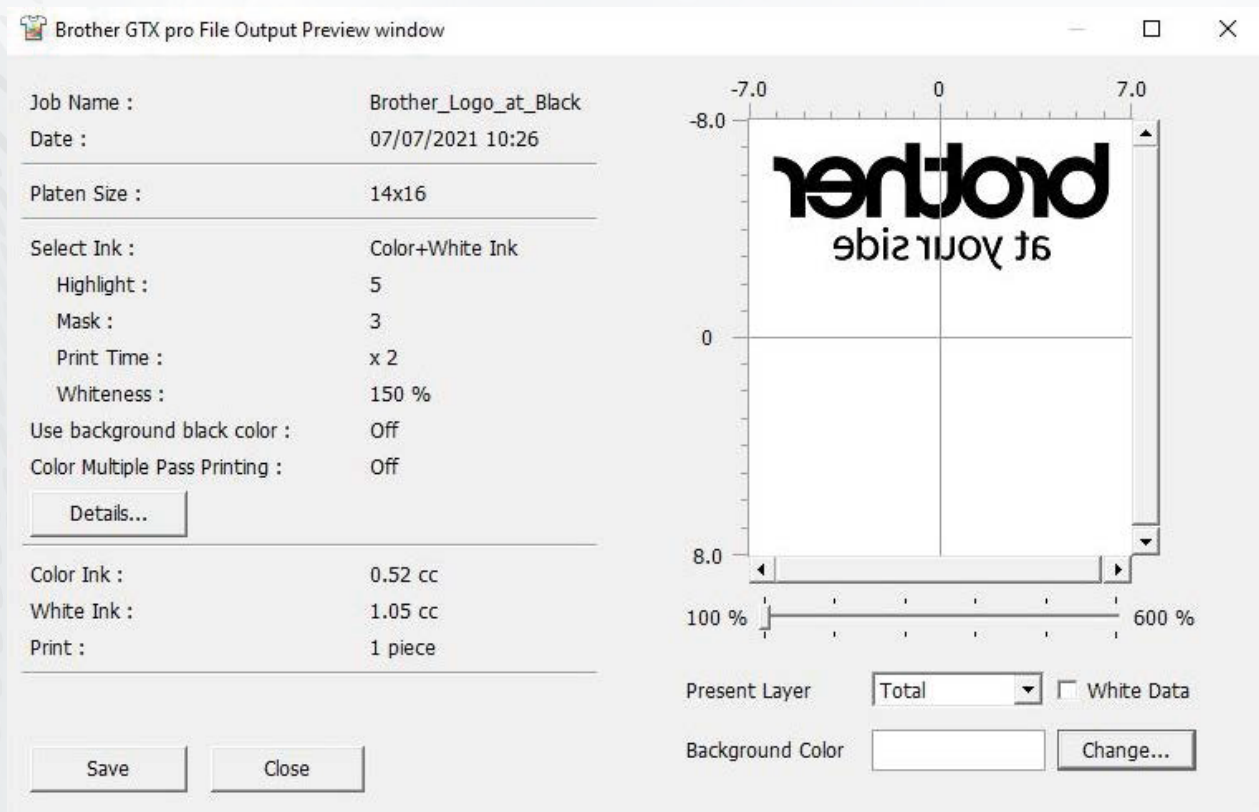 Brother GTX pro File Output Preview window
Job Name : Brother_Logo_at_Black
Date : 07/07/2021 10:26
Platen Size : 14x16
Select Ink : Color+White Ink
Highlight : 5
Mask : 3
Print Time : x 2
Whiteness : 150 %
Use background black color : Off
Color Multiple Pass Printing : Off
Details...
Color Ink : 0.52 cc
White Ink : 1.05 cc
Print : 1 piece
Save Close
-7.0 0 7.0
-8.0
brother
at your side
0
8.0
100 % 600 %
Present Layer Total White Data
Background Color Change...